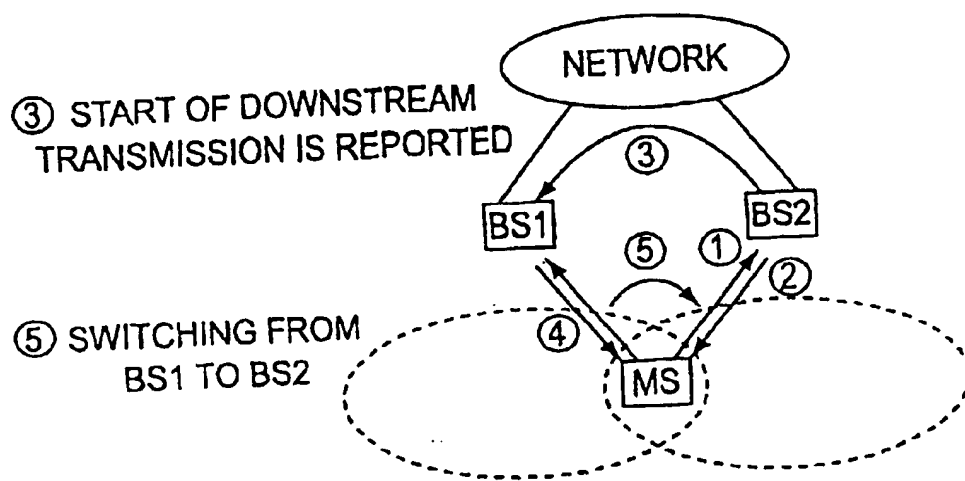 NETWORK
③ START OF DOWNSTREAM
TRANSMISSION IS REPORTED
③
BS1
BS2
⑤
①
②
④
⑤ SWITCHING FROM
BS1 TO BS2
MS